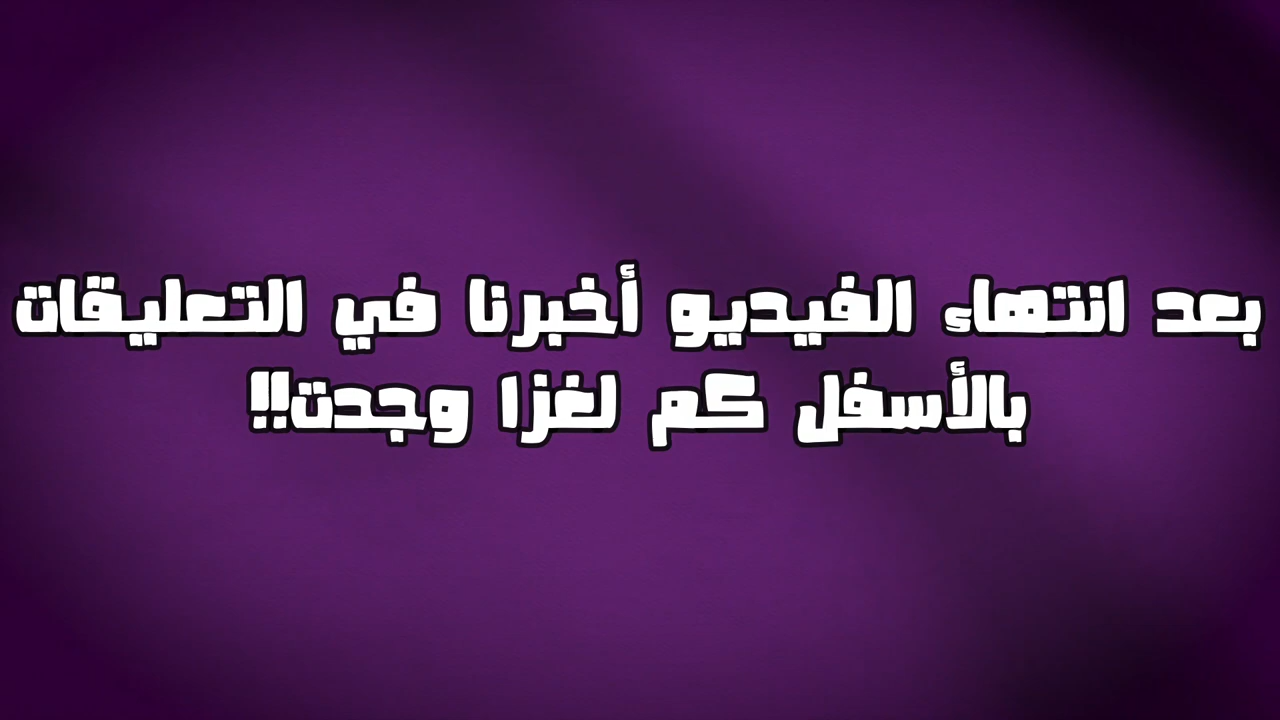 بعد انتهاء الفيديو أخبرنا في التعليقات
بالأسفل كم لغزا وجدت!!